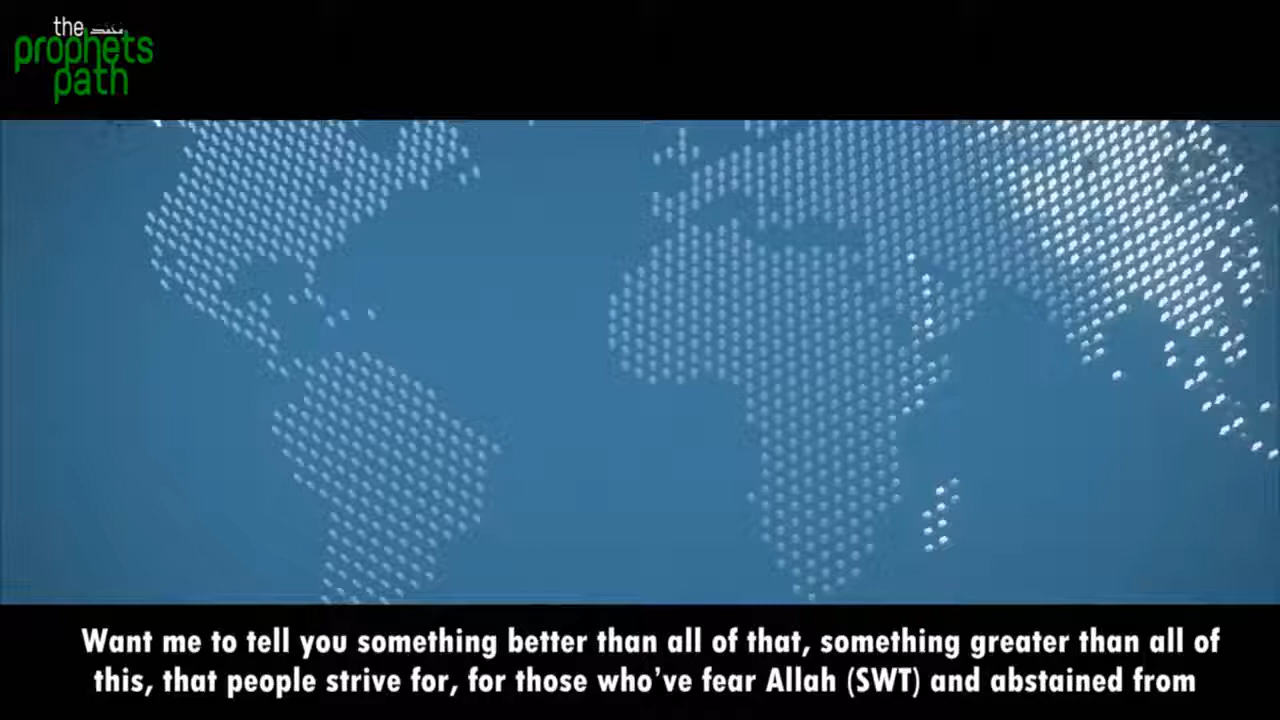 the محمد
prophets
path
Want me to tell you something better than all of that, something greater than all of
this, that people strive for, for those who've fear Allah (SWT) and abstained from